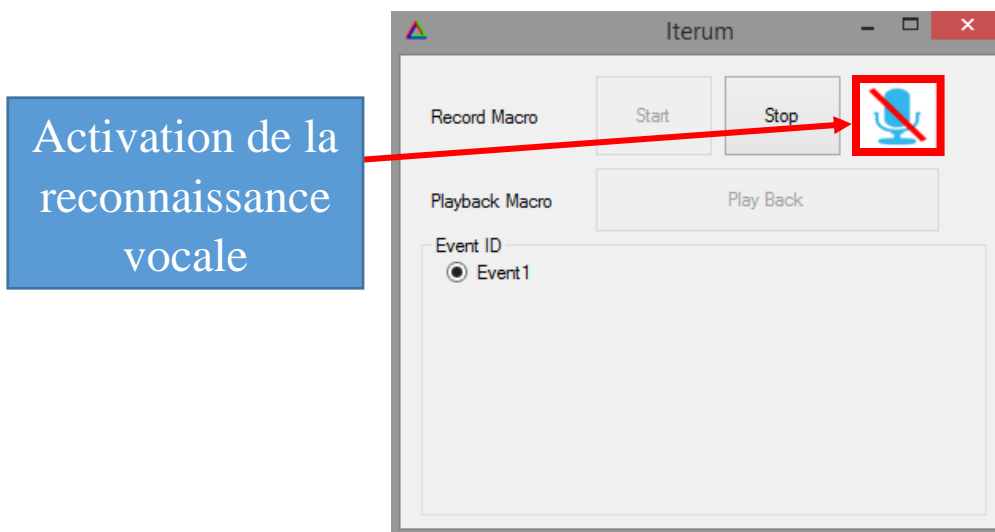 Iterum
Activation de la
reconnaissance
vocale
Record Macro
Start
Stop
Playback Macro
Play Back
Event ID
Event1